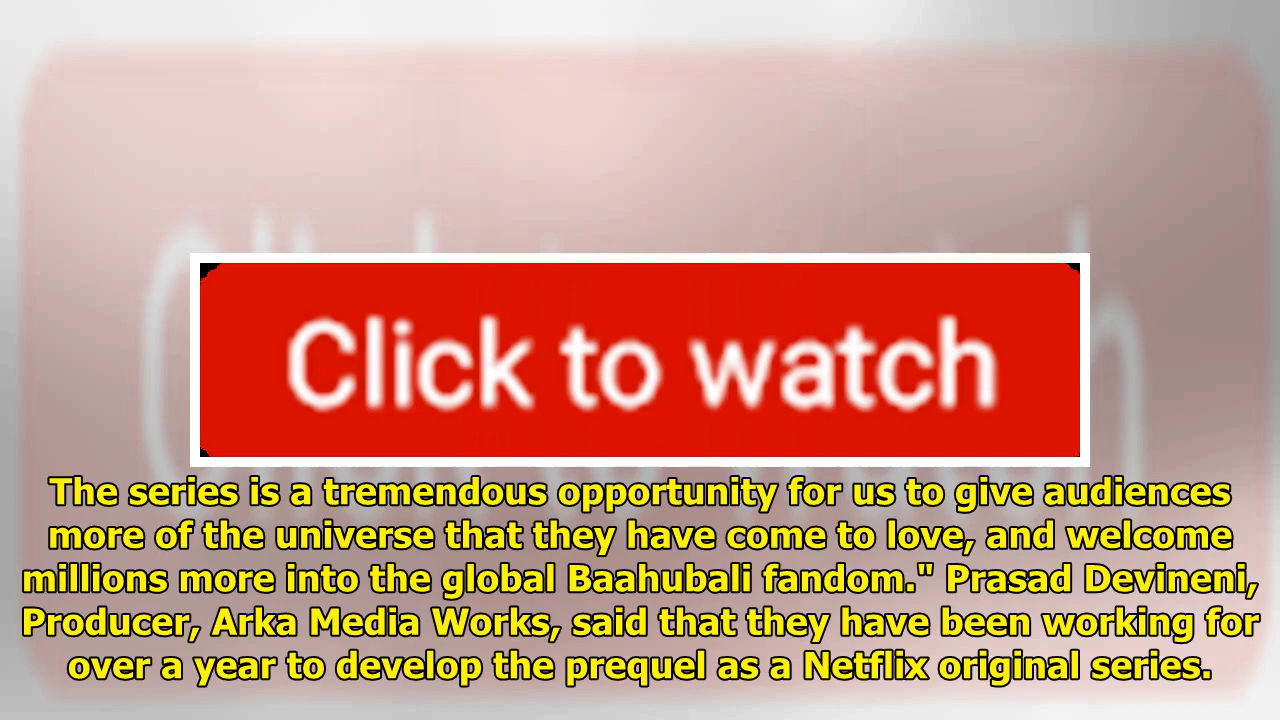 Click to watch
The series is a tremendous opportunity for us to give audiences
more of the universe that they have come to love, and welcome
millions more into the global Baahubali fandom." Prasad Devineni,
Producer, Arka Media Works, said that they have been working for
over a year to develop the prequel as a Netflix original series.